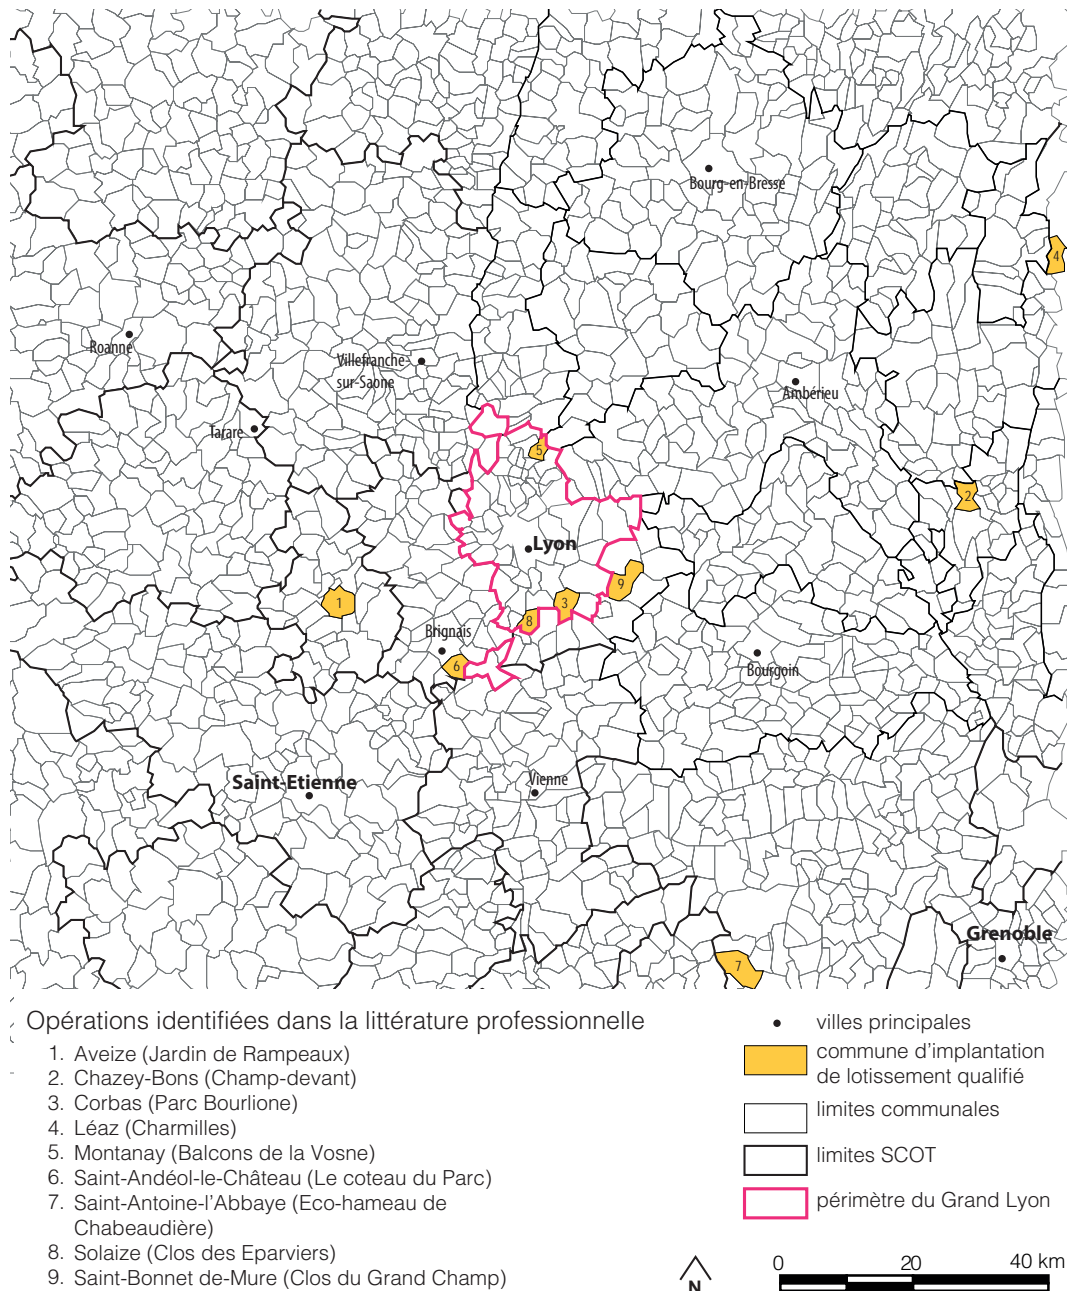 Bourg-en-Bresse
4
Roanne
Villefranche-
sur-Saone
Ambérieu
Tarare
5
2
Lyon
9
1
3
8
Brignais
6
Bourgoin
Saint-Etienne
Vienne
Grenoble
7
Opérations identifiées dans la littérature professionnelle
1. Aveize (Jardin de Rampeaux)
2. Chazey-Bons (Champ-devant)
3. Corbas (Parc Bourlione)
4. Léaz (Charmilles)
5. Montanay (Balcons de la Vosne)
6. Saint-Andéol-le-Château (Le coteau du Parc)
7. Saint-Antoine-l'Abbaye (Eco-hameau de
Chabeaudière)
8. Solaize (Clos des Eparviers)
9. Saint-Bonnet de-Mure (Clos du Grand Champ)
villes principales
commune d'implantation
de lotissement qualifié
limites communales
limites SCOT
périmètre du Grand Lyon
N
0 20 40 km